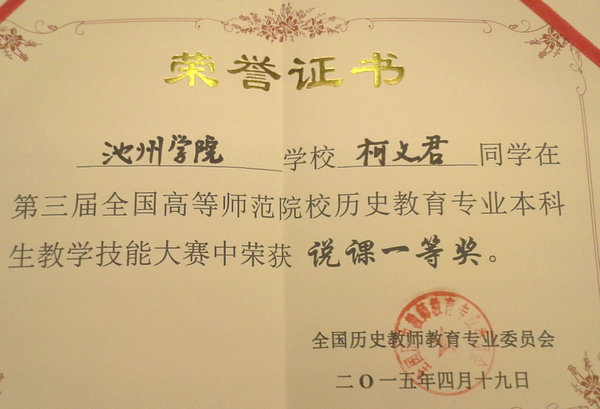 荣誉证书
池州学院 学校 柯文君 同学在
第三届全国高等师范院校历史教育专业本科
生教学技能大赛中荣获 说课一等奖。
全国历史教师教育专业委员会
二O一五年四月十九日